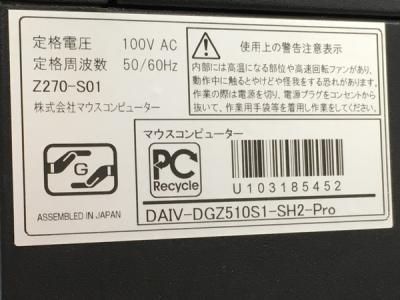 定格電圧 100V AC
定格周波数 50/60Hz
Z270-S01
株式会社マウスコンピューター
使用上の警告注意表示
内部には高温になる部位や高速回転ファンがあり、
動作中に触るとやけどや怪我をする恐れがあります。
作業の際は電源を切り、電源プラグをコンセントから
抜いて、作業用手袋等を着用し作業をしてください。
G
ASSEMBLED IN JAPAN
マウスコンピューター
PC
Recycle
U103185452
DAIV-DGZ510S1-SH2-Pro